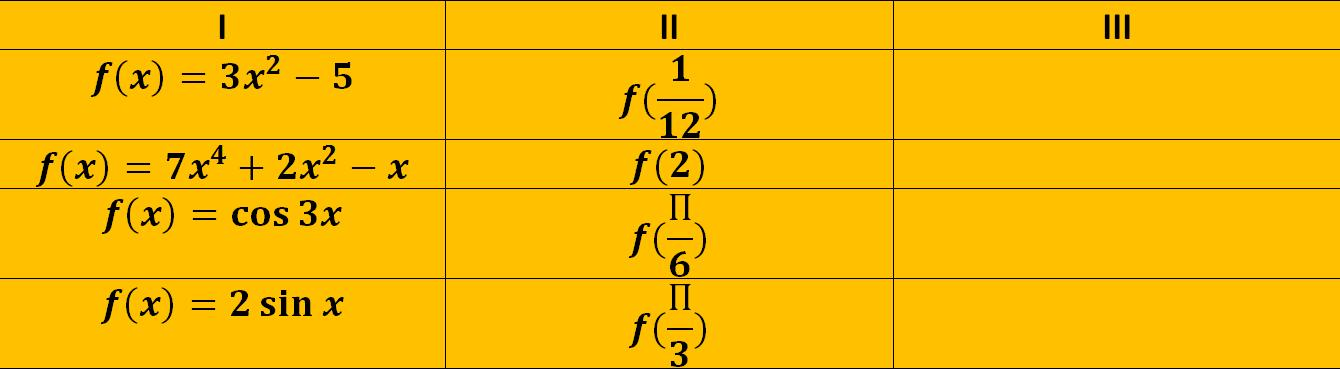 I II III
f(x) = 3x² − 5 f(1/12)
f(x) = 7x⁴ + 2x² − x f(2)
f(x) = cos 3x f(∏/6)
f(x) = 2 sin x f(∏/3)